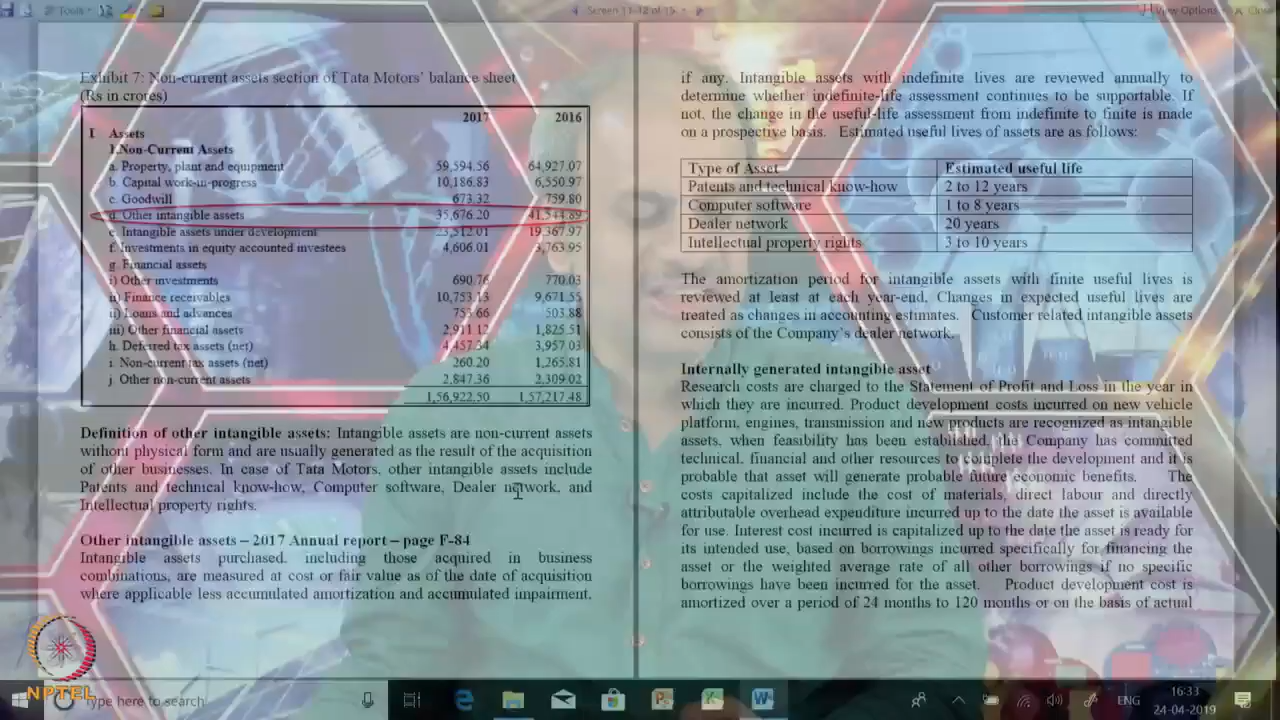 Tools
Screen 11-12 of 15
View Options
Close
Exhibit 7: Non-current assets section of Tata Motors' balance sheet
(Rs in crores)
2017 2016
I Assets
1.Non-Current Assets
a. Property, plant and equipment 59,594.56 64,927.07
b. Capital work-in-progress 10,186.83 6,550.97
c. Goodwill 673.32 759.80
d. Other intangible assets 35,676.20 41,544.89
e. Intangible assets under development 23,512.01 19,367.97
f. Investments in equity accounted investees 4,606.01 3,763.95
g. Financial assets
i) Other investments 690.76 770.03
ii) Finance receivables 10,753.13 9,671.55
ii) Loans and advances 753.66 503.88
iii) Other financial assets 2,911.12 1,825.51
h. Deferred tax assets (net) 4,457.34 3,957.03
i. Non-current tax assets (net) 260.20 1,265.81
j. Other non-current assets 2,847.36 2,309.02
1,56,922.50 1,57,217.48
Definition of other intangible assets: Intangible assets are non-current assets
without physical form and are usually generated as the result of the acquisition
of other businesses. In case of Tata Motors, other intangible assets include
Patents and technical know-how, Computer software, Dealer network, and
Intellectual property rights.
Other intangible assets – 2017 Annual report – page F-84
Intangible assets purchased, including those acquired in business
combinations, are measured at cost or fair value as of the date of acquisition
where applicable less accumulated amortization and accumulated impairment,
if any. Intangible assets with indefinite lives are reviewed annually to
determine whether indefinite-life assessment continues to be supportable. If
not, the change in the useful-life assessment from indefinite to finite is made
on a prospective basis. Estimated useful lives of assets are as follows:
Type of Asset Estimated useful life
Patents and technical know-how 2 to 12 years
Computer software 1 to 8 years
Dealer network 20 years
Intellectual property rights 3 to 10 years
The amortization period for intangible assets with finite useful lives is
reviewed at least at each year-end. Changes in expected useful lives are
treated as changes in accounting estimates. Customer related intangible assets
consists of the Company's dealer network.
Internally generated intangible asset
Research costs are charged to the Statement of Profit and Loss in the year in
which they are incurred. Product development costs incurred on new vehicle
platform, engines, transmission and new products are recognized as intangible
assets, when feasibility has been established, the Company has committed
technical, financial and other resources to complete the development and it is
probable that asset will generate probable future economic benefits. The
costs capitalized include the cost of materials, direct labour and directly
attributable overhead expenditure incurred up to the date the asset is available
for use. Interest cost incurred is capitalized up to the date the asset is ready for
its intended use, based on borrowings incurred specifically for financing the
asset or the weighted average rate of all other borrowings if no specific
borrowings have been incurred for the asset. Product development cost is
amortized over a period of 24 months to 120 months or on the basis of actual
NPTEL
Type here to search
ENG
16:33
24-04-2019